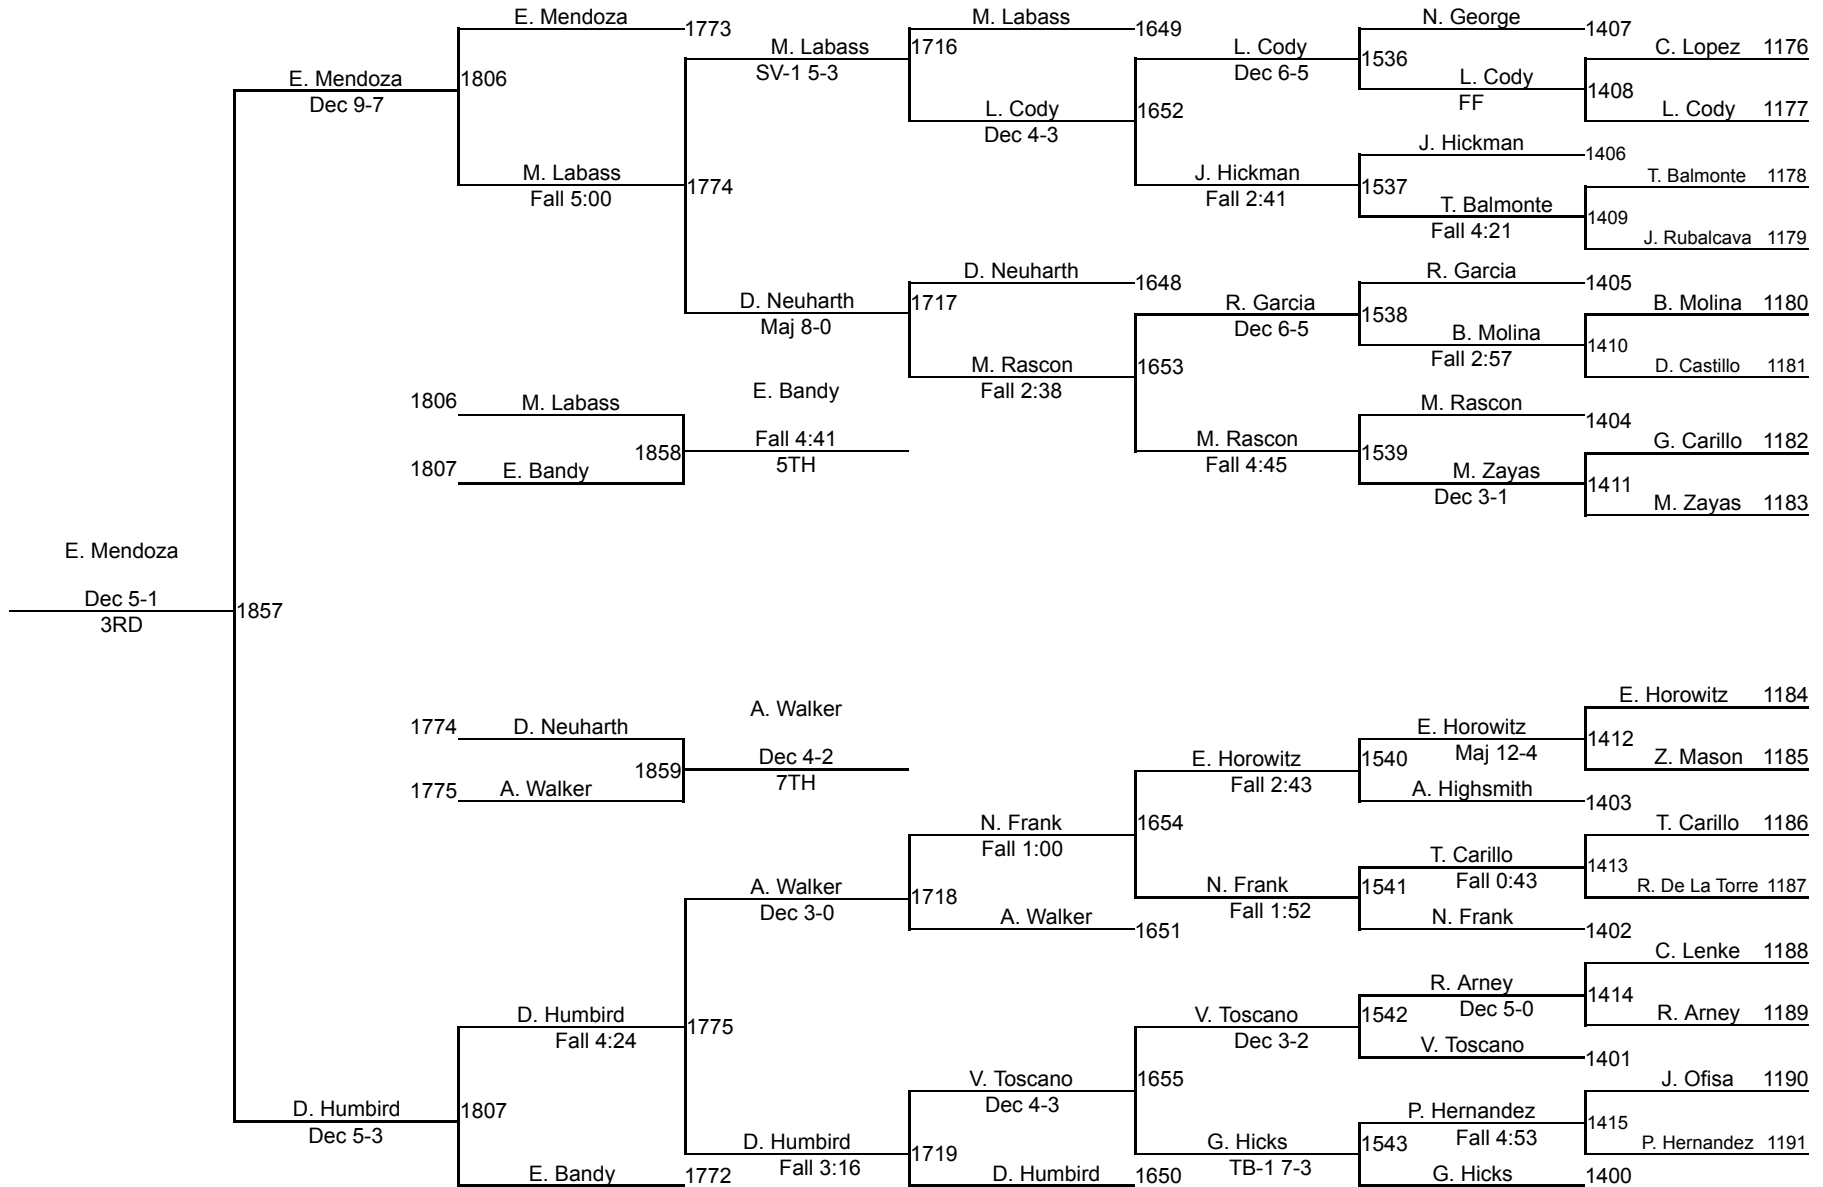 E. Mendoza
1773
M. Labass
SV-1 5-3
M. Labass
1649
1716
L. Cody
Dec 6-5
N. George
1407
1536
C. Lopez 1176
E. Mendoza
Dec 9-7
1806
L. Cody
FF
1408
L. Cody 1177
L. Cody
Dec 4-3
1652
J. Hickman
1406
M. Labass
Fall 5:00
1774
J. Hickman
Fall 2:41
1537
T. Balmonte 1178
T. Balmonte
Fall 4:21
1409
J. Rubalcava 1179
D. Neuharth
1648
R. Garcia
1405
D. Neuharth
Maj 8-0
1717
R. Garcia
Dec 6-5
1538
B. Molina 1180
B. Molina
Fall 2:57
1410
D. Castillo 1181
M. Rascon
Fall 2:38
1653
E. Bandy
1806
M. Labass
M. Rascon
1404
Fall 4:41
5TH
1858
1807
E. Bandy
M. Rascon
Fall 4:45
1539
G. Carillo 1182
M. Zayas
Dec 3-1
1411
M. Zayas 1183
E. Mendoza
Dec 5-1
3RD
1857
E. Horowitz 1184
A. Walker
1774
D. Neuharth
E. Horowitz
Maj 12-4
1412
Dec 4-2
7TH
1859
E. Horowitz
Fall 2:43
1540
Z. Mason 1185
1775
A. Walker
A. Highsmith
1403
N. Frank
Fall 1:00
1654
T. Carillo 1186
T. Carillo
Fall 0:43
1413
A. Walker
Dec 3-0
1718
N. Frank
Fall 1:52
1541
R. De La Torre 1187
A. Walker
1651
N. Frank
1402
C. Lenke 1188
R. Arney
Dec 5-0
1414
D. Humbird
Fall 4:24
1775
V. Toscano
Dec 3-2
1542
R. Arney 1189
V. Toscano
1401
V. Toscano
Dec 4-3
1655
J. Ofisa 1190
D. Humbird
Dec 5-3
1807
P. Hernandez
Fall 4:53
1415
D. Humbird
Fall 3:16
1719
G. Hicks
TB-1 7-3
1543
P. Hernandez 1191
E. Bandy
1772
D. Humbird
1650
G. Hicks
1400